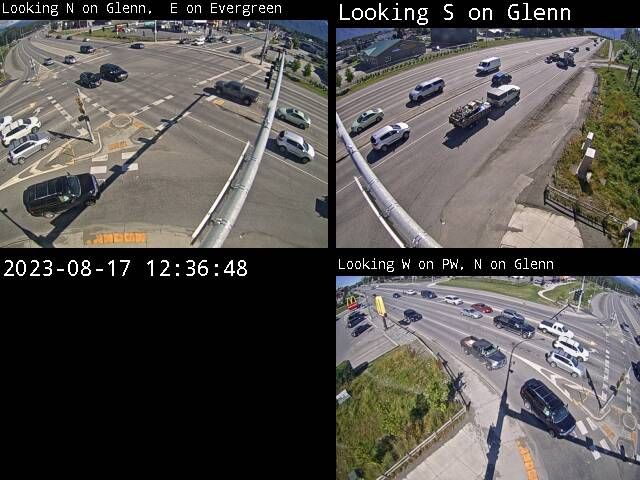 Looking N on Glenn,  E on Evergreen
Looking S on Glenn
2023-08-17 12:36:48
Looking W on PW, N on Glenn